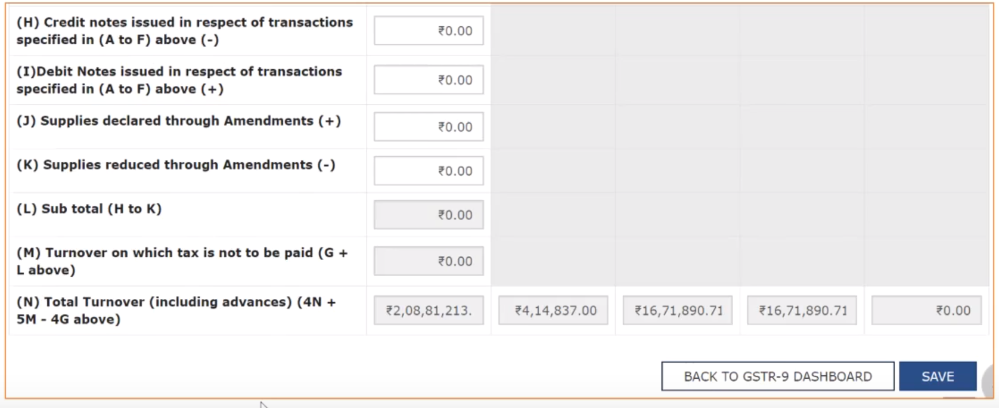 (H) Credit notes issued in respect of transactions
specified in (A to F) above (-)
₹0.00
(I)Debit Notes issued in respect of transactions
specified in (A to F) above (+)
₹0.00
(J) Supplies declared through Amendments (+)
₹0.00
(K) Supplies reduced through Amendments (-)
₹0.00
(L) Sub total (H to K)
₹0.00
(M) Turnover on which tax is not to be paid (G +
L above)
₹0.00
(N) Total Turnover (including advances) (4N +
5M - 4G above)
₹2,08,81,213. ₹4,14,837.00 ₹16,71,890.71 ₹16,71,890.71 ₹0.00
BACK TO GSTR-9 DASHBOARD SAVE